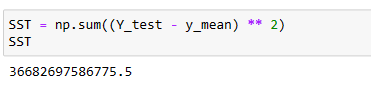 SST = np.sum((Y_test - y_mean) ** 2)
SST
36682697586775.5